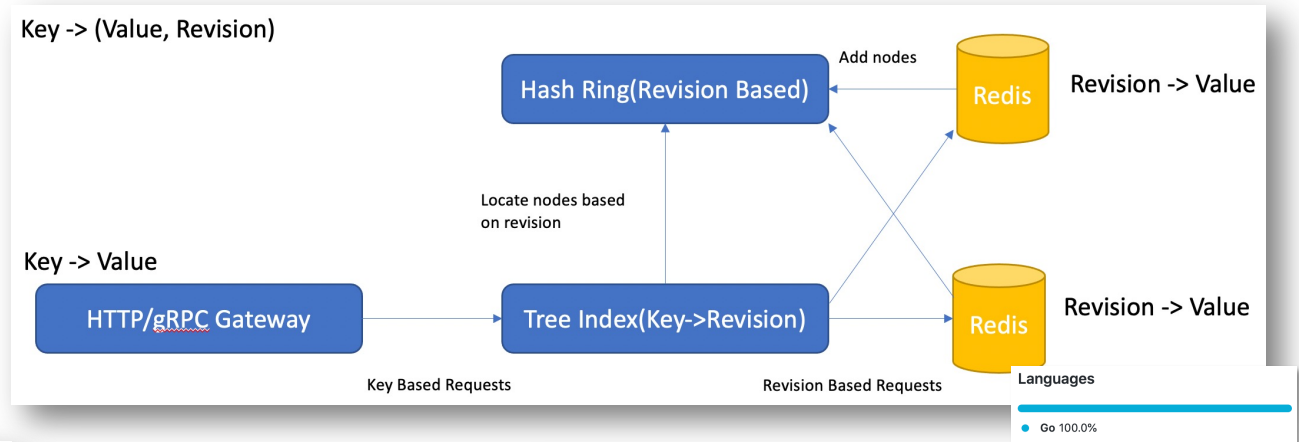 Key -> (Value, Revision)
Hash Ring(Revision Based)
Add nodes
Redis
Revision -> Value
Locate nodes based
on revision
Key -> Value
HTTP/gRPC Gateway
Tree Index(Key->Revision)
Redis
Revision -> Value
Key Based Requests
Revision Based Requests
Languages
Go 100.0%